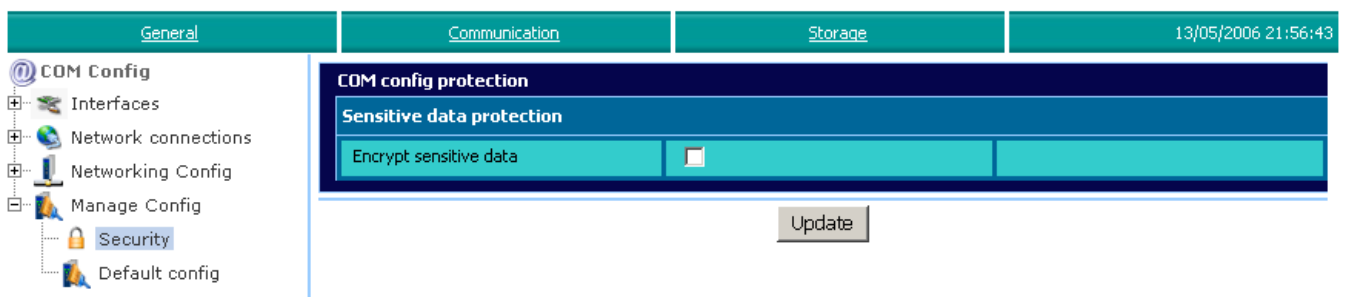 General Communication Storage 13/05/2006 21:56:43
COM Config
Interfaces
Network connections
Networking Config
Manage Config
Security
Default config
COM config protection
Sensitive data protection
Encrypt sensitive data
Update